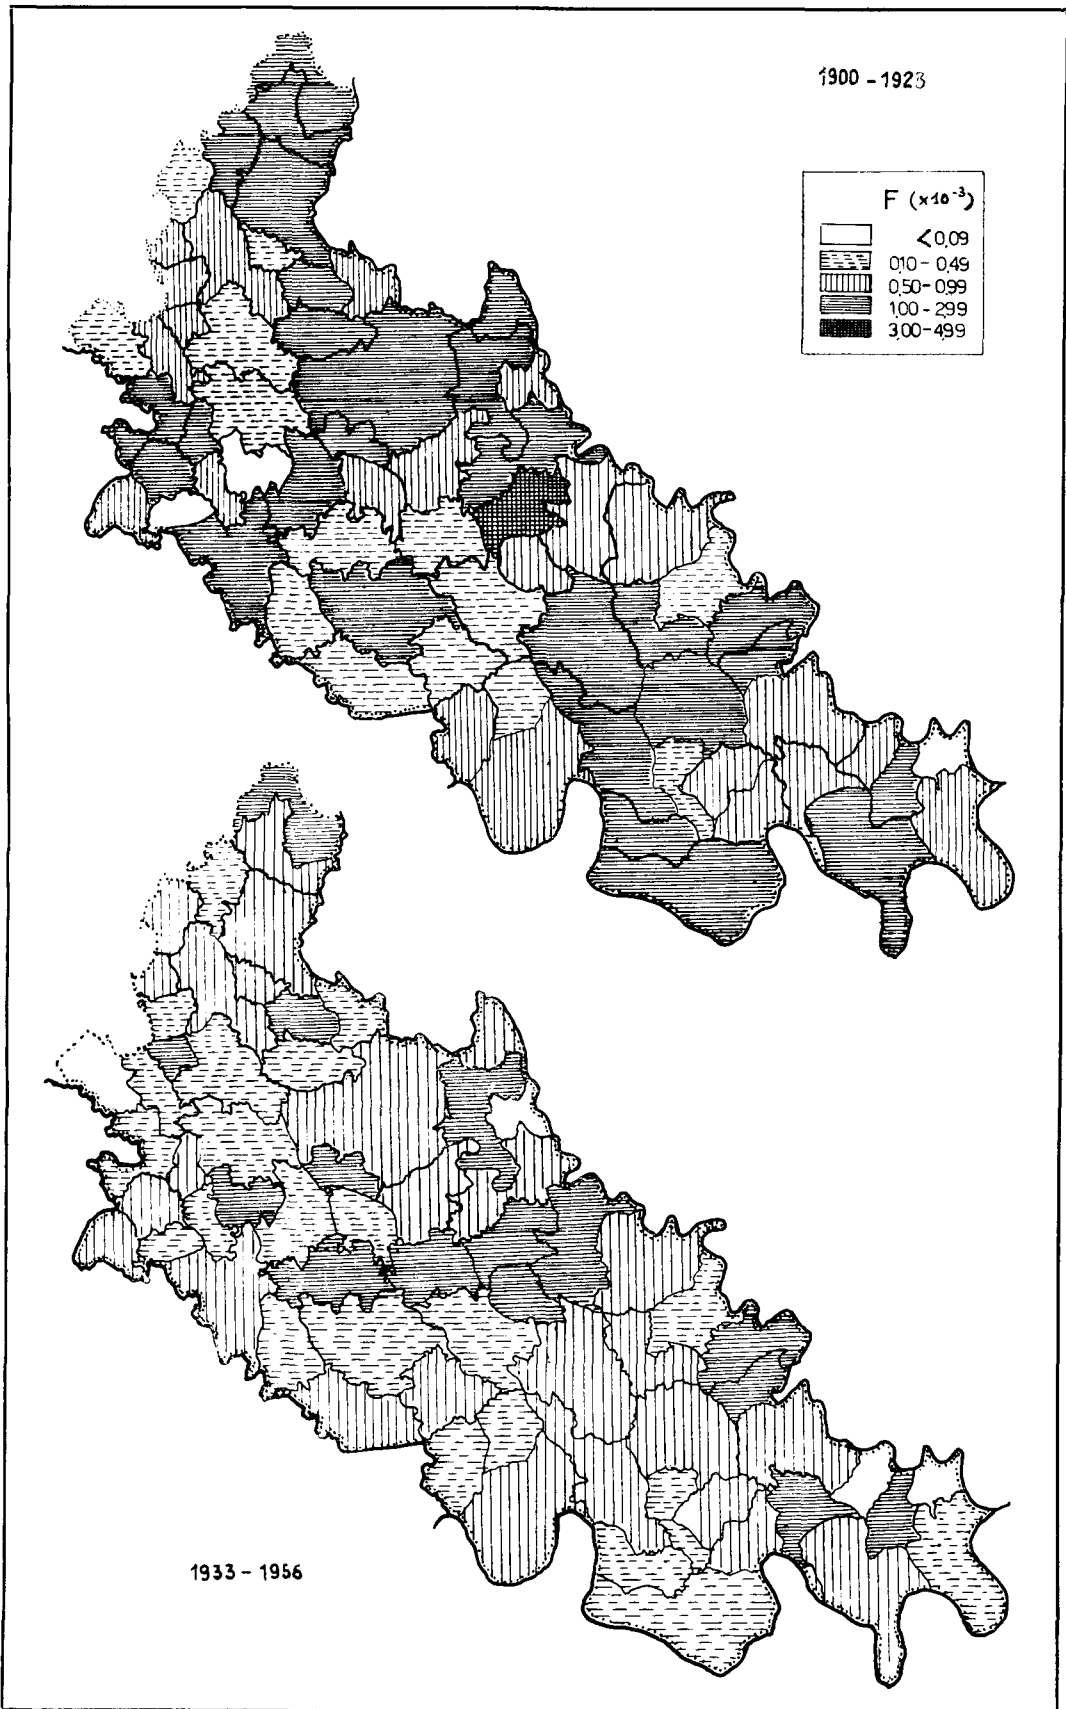 1900 - 1923
F (×10⁻³)
< 0,09
0,10 - 0,49
0,50 - 0,99
1,00 - 2,99
3,00 - 4,99
1933 - 1956